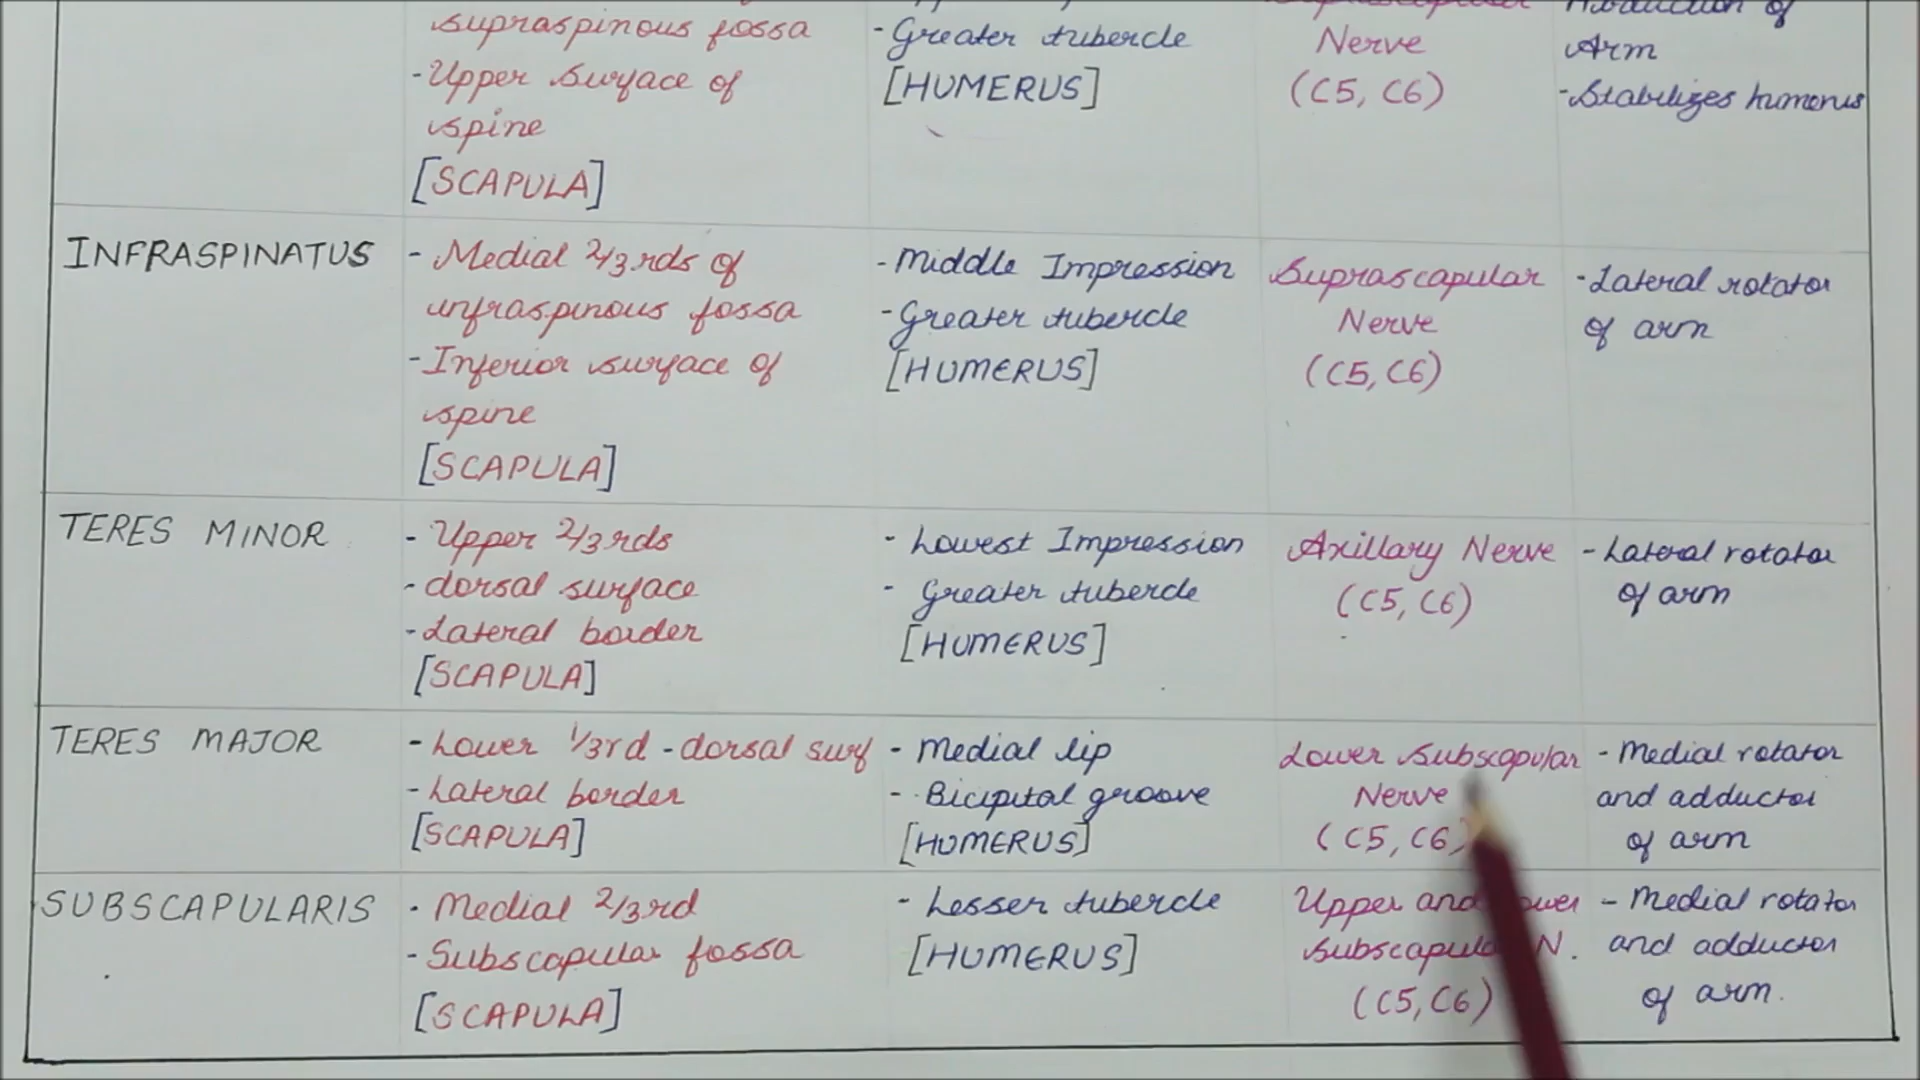 supraspinous fossa
- Upper surface of
spine
[SCAPULA]
- Greater tubercle
[HUMERUS]
Suprascapular
Nerve
(C5, C6)
Abduction of
Arm
- Stabilizes humerus
INFRASPINATUS
- Medial 2/3rds of
infraspinous fossa
- Inferior surface of
spine
[SCAPULA]
- Middle Impression
- Greater tubercle
[HUMERUS]
Suprascapular
Nerve
(C5, C6)
- Lateral rotator
of arm
TERES MINOR
- Upper 2/3rds
- dorsal surface
- Lateral border
[SCAPULA]
- Lowest Impression
- Greater tubercle
[HUMERUS]
Axillary Nerve
(C5, C6)
- Lateral rotator
of arm
TERES MAJOR
- Lower 1/3rd - dorsal surf
- Lateral border
[SCAPULA]
- Medial lip
- Bicipital groove
[HUMERUS]
Lower Subscapular
Nerve
(C5, C6)
- Medial rotator
and adductor
of arm
SUBSCAPULARIS
- Medial 2/3rd
- Subscapular fossa
[SCAPULA]
- Lesser tubercle
[HUMERUS]
Upper and Lower
Subscapular N.
(C5, C6)
- Medial rotator
and adductor
of arm.